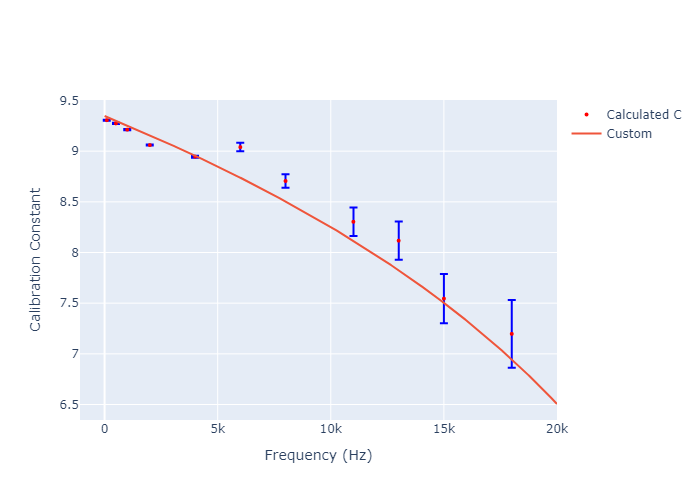 9.5
9
8.5
8
7.5
7
6.5
0
5k
10k
15k
20k
Frequency (Hz)
Calibration Constant
Calculated C
Custom